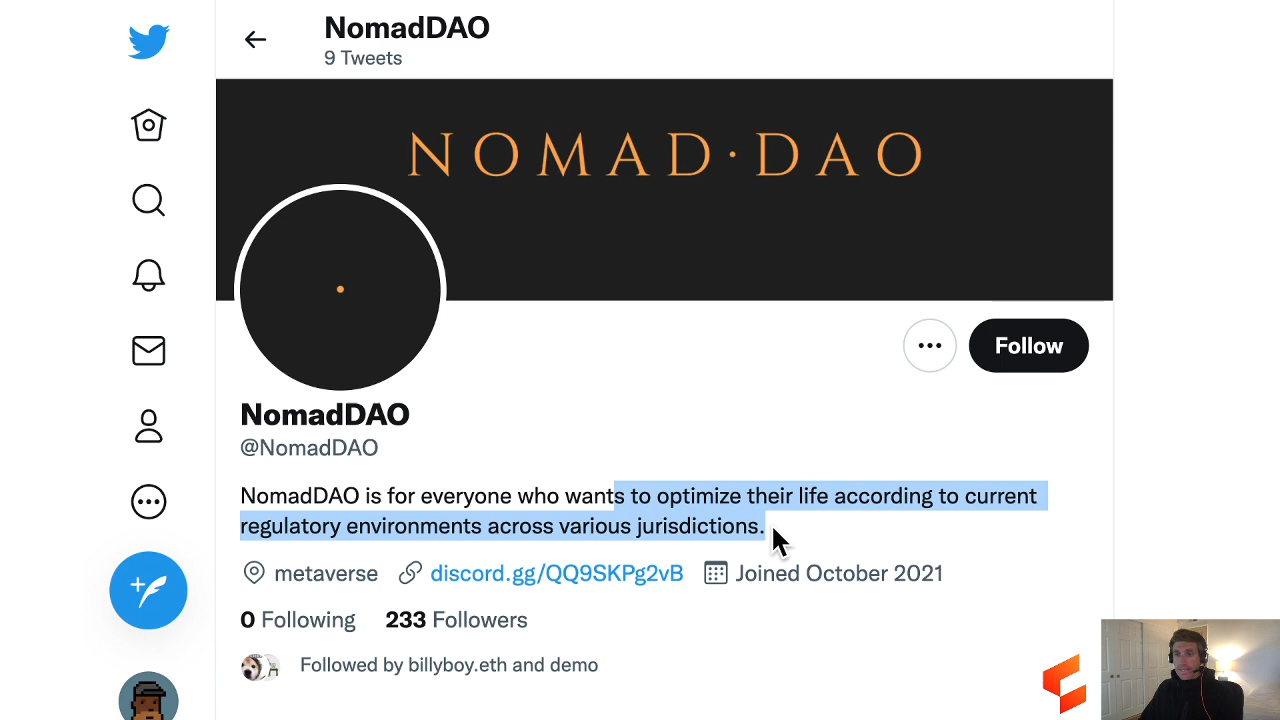 NomadDAO
9 Tweets
NOMAD·DAO
Follow
NomadDAO
@NomadDAO
NomadDAO is for everyone who wants to optimize their life according to current
regulatory environments across various jurisdictions.
metaverse discord.gg/QQ9SKPg2vB Joined October 2021
0 Following 233 Followers
Followed by billyboy.eth and demo